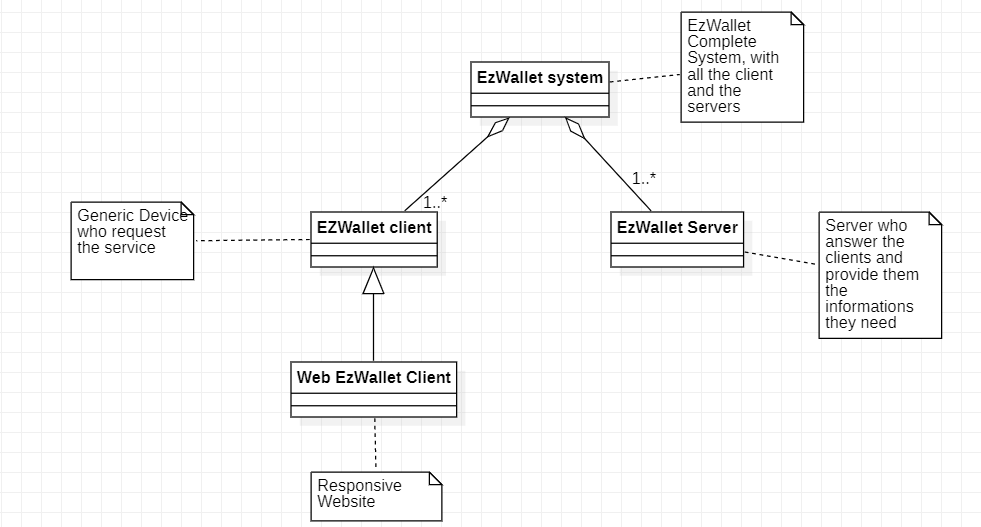 EzWallet
Complete
System, with
all the client
and the
servers
EzWallet system
1..*
1..*
Generic Device
who request
the service
EZWallet client
EzWallet Server
Server who
answer the
clients and
provide them
the
informations
they need
Web EzWallet Client
Responsive
Website